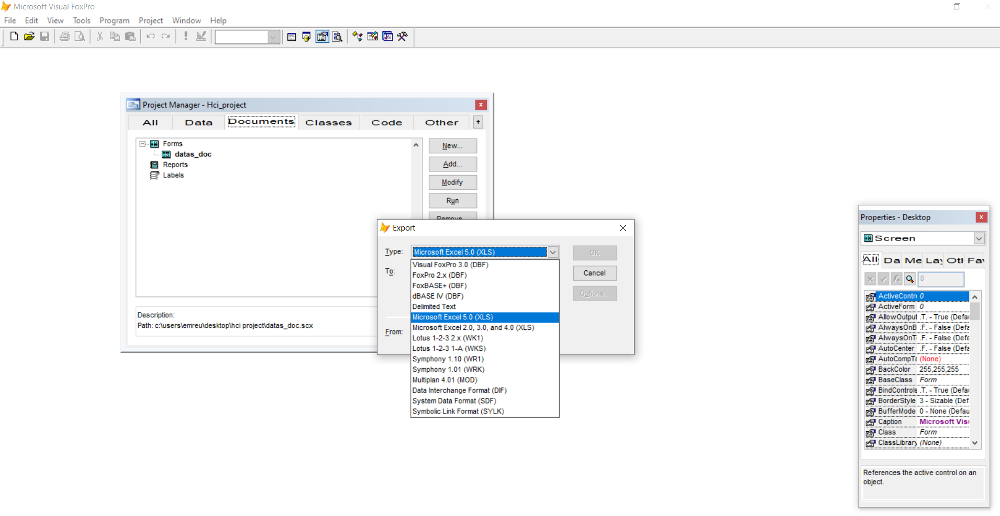 Microsoft Visual FoxPro
File Edit View Tools Program Project Window Help
Project Manager - Hci_project
All Data Documents Classes Code Other
Forms
datas_doc
Reports
Labels
New...
Add...
Modify
Run
Remove
Description:
Path: c:\users\emreu\desktop\hci project\datas_doc.scx
Export
Type: Microsoft Excel 5.0 (XLS)
To:
From:
OK
Cancel
Options...
Visual FoxPro 3.0 (DBF)
FoxPro 2.x (DBF)
FoxBASE+ (DBF)
dBASE IV (DBF)
Delimited Text
Microsoft Excel 5.0 (XLS)
Microsoft Excel 2.0, 3.0, and 4.0 (XLS)
Lotus 1-2-3 2.x (WK1)
Lotus 1-2-3 1-A (WKS)
Symphony 1.10 (WR1)
Symphony 1.01 (WRK)
Multiplan 4.01 (MOD)
Data Interchange Format (DIF)
System Data Format (SDF)
Symbolic Link Format (SYLK)
Properties - Desktop
Screen
All Da Me Lay Oth Fav
0
ActiveContro 0
ActiveForm 0
AllowOutput .T. - True (Defau
AlwaysOnB .F. - False (Defa
AlwaysOnT .F. - False (Defa
AutoCenter .F. - False (Defa
AutoCompTa (None)
BackColor 255,255,255
BaseClass Form
BindControls .T. - True (Defau
BorderStyle 3 - Sizable (Def
BufferMode 0 - None (Defau
Caption Microsoft Visu
Class Form
ClassLibrary (None)
References the active control on an
object.